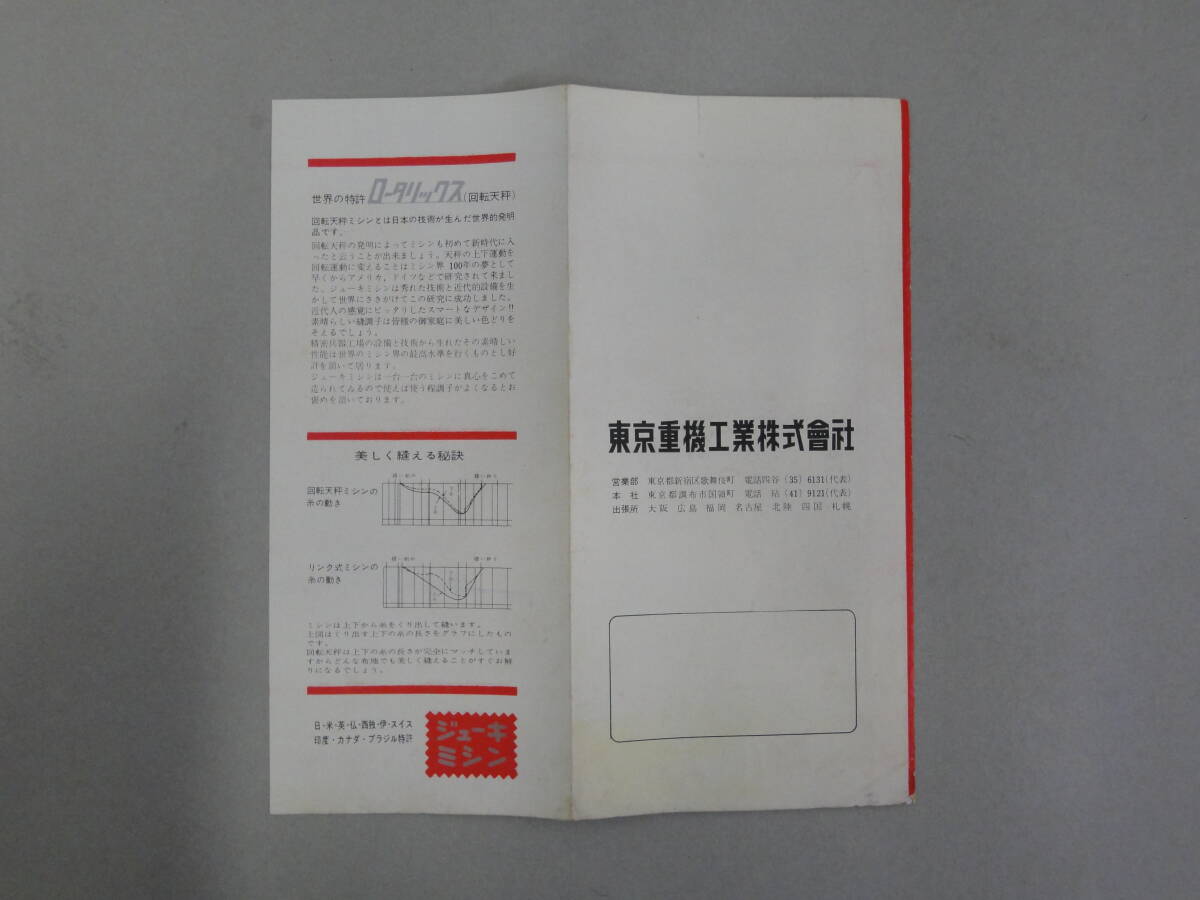 世界の特許ロータリックス(回転天秤)
回転天秤ミシンとは日本の技術が生んだ世界的発明
品です。
回転天秤の発明によってミシンも初めて新時代に入
ったと云うことが出来ましょう。天秤の上下運動を
回転運動に変えることはミシン界 100年の夢として
早くからアメリカ，ドイツなどで研究されて来まし
た、ジューキミシンは秀れた技術と近代的設備を生
かして世界にさきがけてこの研究に成功しました。
近代人の感覚にピッタリしたスマートなデザイン!!
素晴らしい縫調子は皆様の御家庭に美しい色どりを
そえるでしょう。
精密兵器工場の設備と技術から生れたその素晴しい
性能は世界のミシン界の最高水準を行くものとし好
評を頂いて居ります。
ジューキミシンは一台一台のミシンに真心をこめて
造られてゐるので使えば使う程調子がよくなるとお
褒めを頂いております。
美しく縫える秘訣
回転天秤ミシンの
糸の動き
縫い始め 縫い終り
リンク式ミシンの
糸の動き
縫い始め 縫い終り
ミシンは上下から糸をくり出して縫います。
上図はくり出す上下の糸の長さをグラフにしたもの
です。
回転天秤は上下の糸の長さが完全にマッチしていま
すからどんな布地でも美しく縫えることがすぐお解
りになるでしょう。
日・米・英・仏・西独・伊・スイス
印度・カナダ・ブラジル特許
ジューキ
ミシン
東京重機工業株式會社
営業部 東京都新宿区歌舞伎町 電話四谷 (35) 6131(代表)
本社 東京都調布市国領町 電話 (41) 9121(代表)
出張所 大阪 広島 福岡 名古屋 北陸 四国 札幌